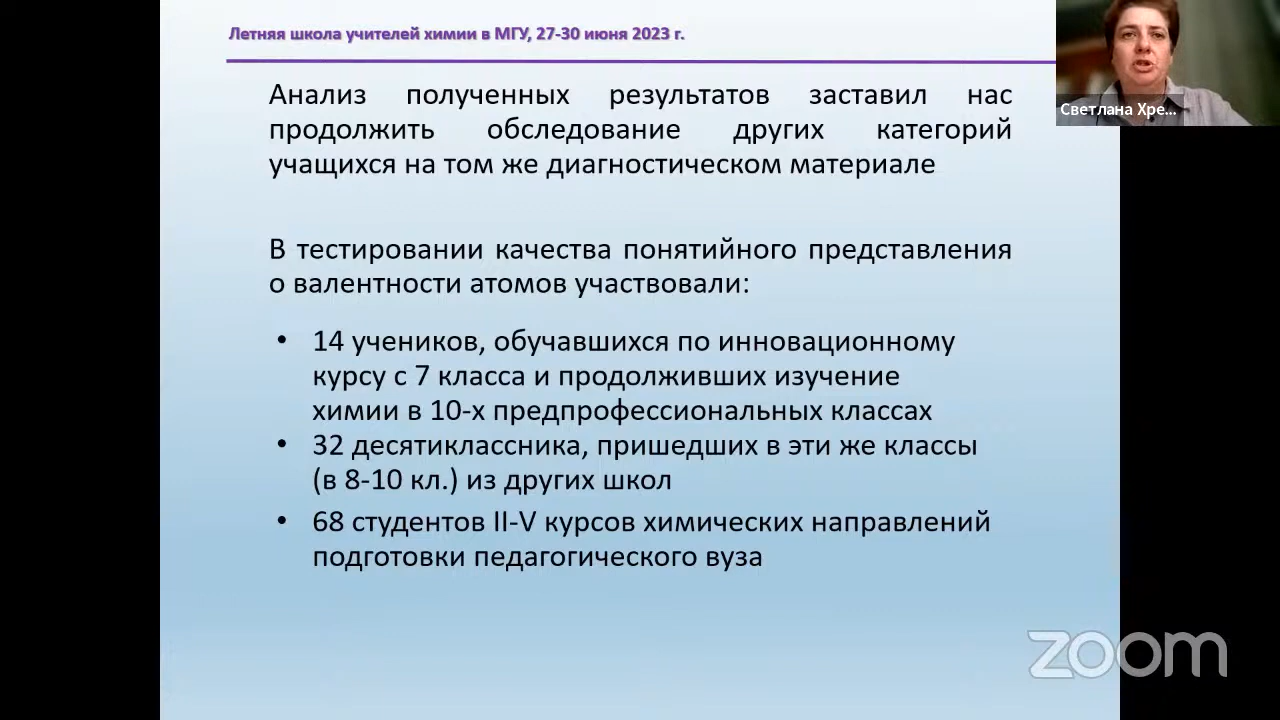 Летняя школа учителей химии в МГУ, 27-30 июня 2023 г.
Светлана Хре...
Анализ полученных результатов заставил нас
продолжить обследование других категорий
учащихся на том же диагностическом материале
В тестировании качества понятийного представления
о валентности атомов участвовали:
• 14 учеников, обучавшихся по инновационному
курсу с 7 класса и продолживших изучение
химии в 10-х предпрофессиональных классах
• 32 десятиклассника, пришедших в эти же классы
(в 8-10 кл.) из других школ
• 68 студентов II-V курсов химических направлений
подготовки педагогического вуза
zoom